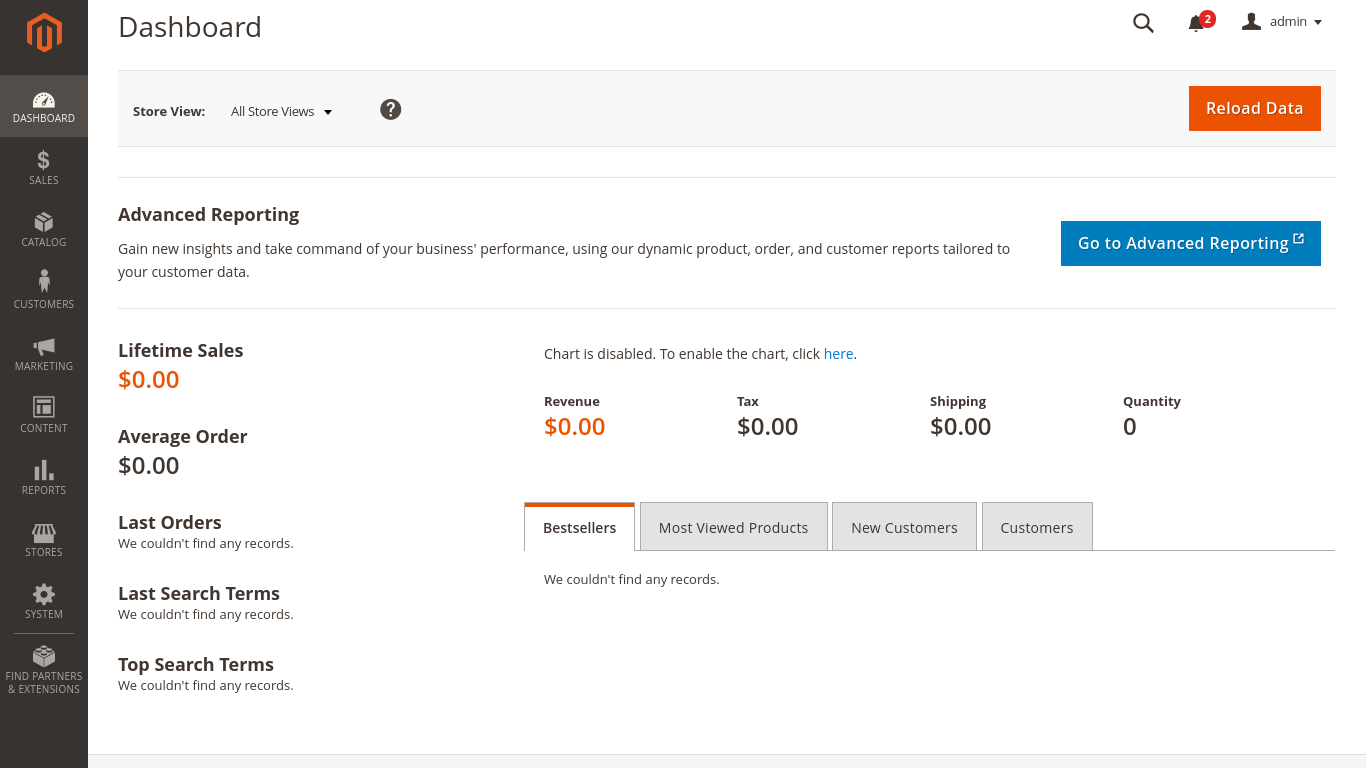 Dashboard
2
admin
DASHBOARD
SALES
CATALOG
CUSTOMERS
MARKETING
CONTENT
REPORTS
STORES
SYSTEM
FIND PARTNERS
& EXTENSIONS
Store View:
All Store Views
?
Reload Data
Advanced Reporting
Gain new insights and take command of your business' performance, using our dynamic product, order, and customer reports tailored to
your customer data.
Go to Advanced Reporting
Lifetime Sales
$0.00
Average Order
$0.00
Last Orders
We couldn't find any records.
Last Search Terms
We couldn't find any records.
Top Search Terms
We couldn't find any records.
Chart is disabled. To enable the chart, click here.
Revenue
$0.00
Tax
$0.00
Shipping
$0.00
Quantity
0
Bestsellers
Most Viewed Products
New Customers
Customers
We couldn't find any records.